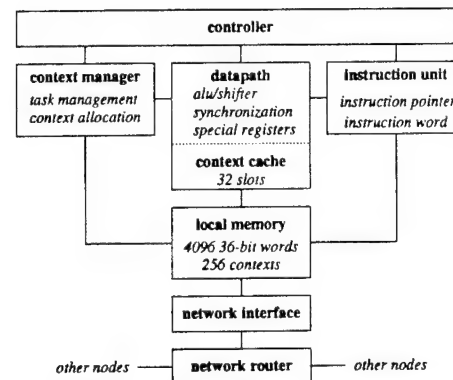 controller
context manager
task management
context allocation
datapath
alu/shifter
synchronization
special registers
context cache
32 slots
instruction unit
instruction pointer
instruction word
local memory
4096 36-bit words
256 contexts
network interface
other nodes
network router
other nodes